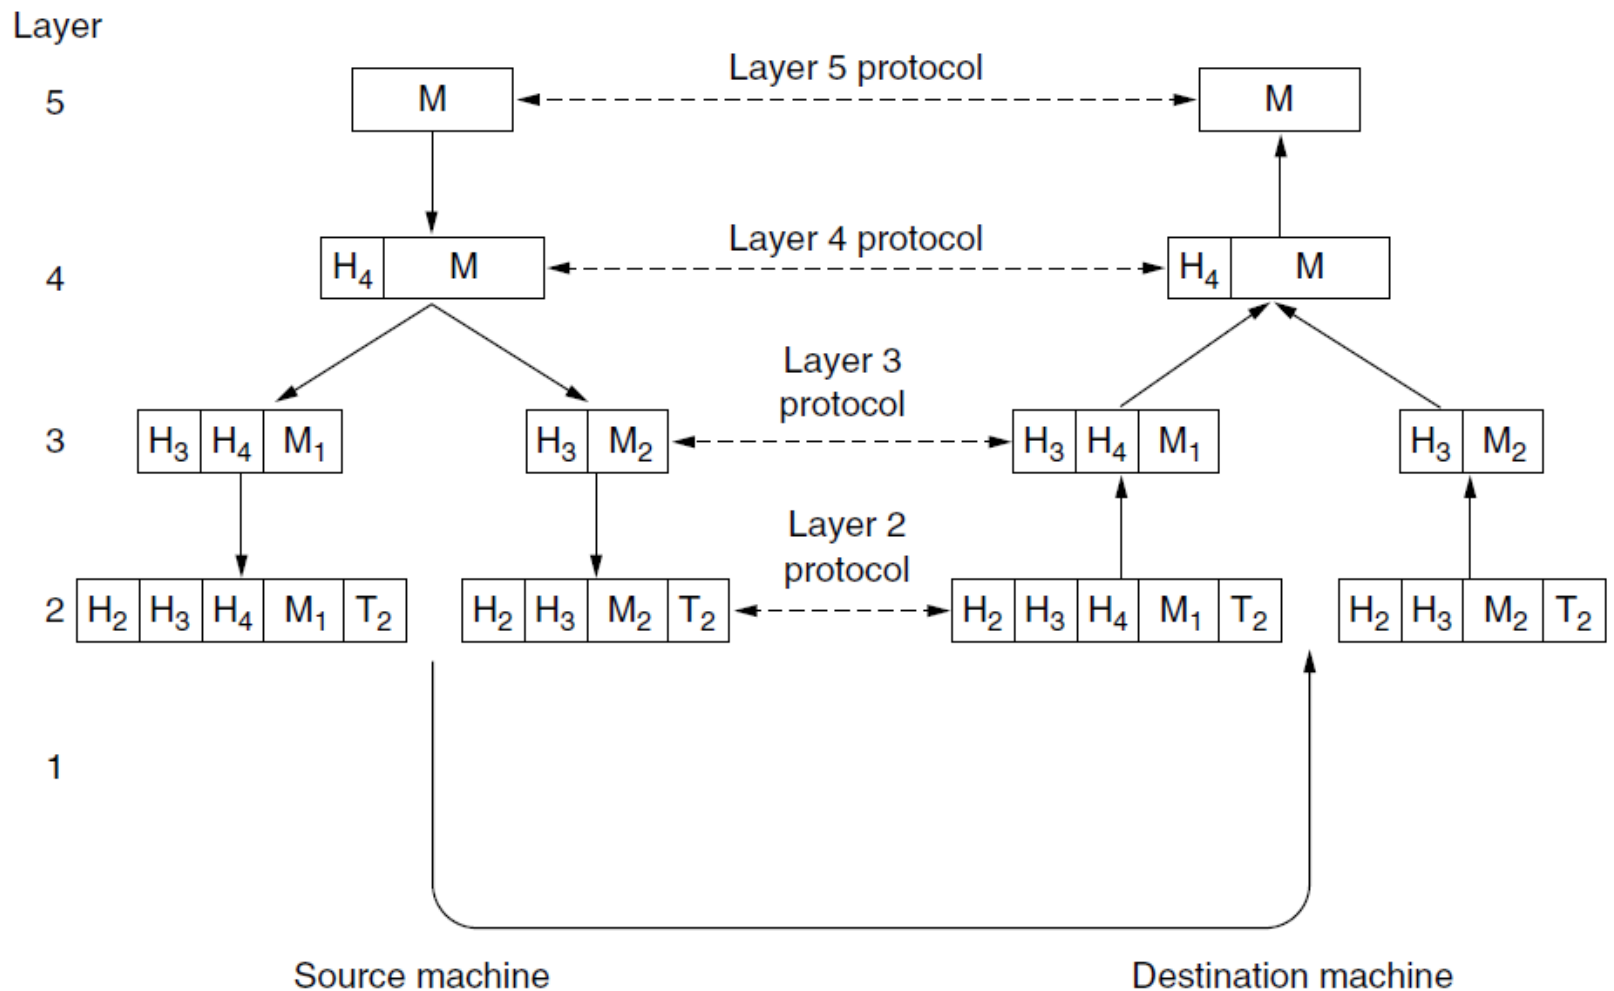 Layer
5 M Layer 5 protocol M
4 H₄ M Layer 4 protocol H₄ M
Layer 3
protocol
3 H₃ H₄ M₁ H₃ M₂ H₃ H₄ M₁ H₃ M₂
Layer 2
protocol
2 H₂ H₃ H₄ M₁ T₂ H₂ H₃ M₂ T₂ H₂ H₃ H₄ M₁ T₂ H₂ H₃ M₂ T₂
1
Source machine Destination machine